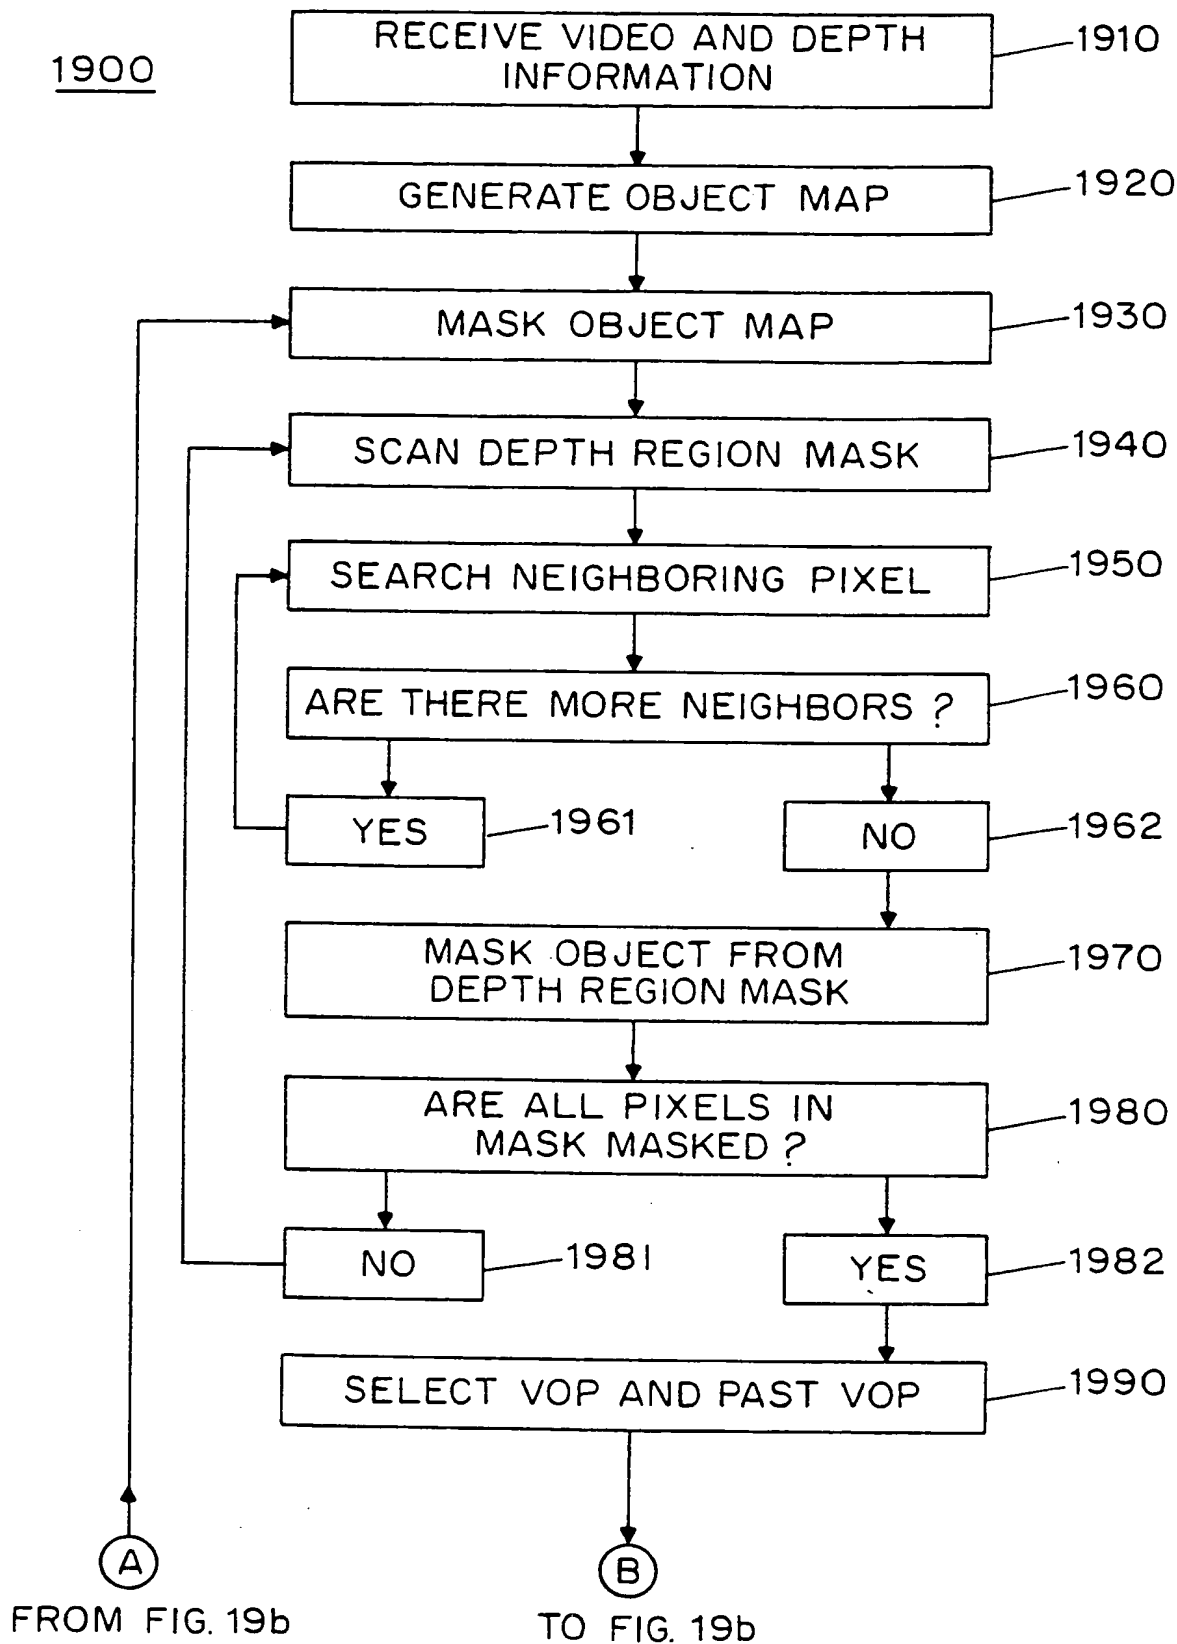 1900
RECEIVE VIDEO AND DEPTH
INFORMATION
1910
GENERATE OBJECT MAP
1920
MASK OBJECT MAP
1930
SCAN DEPTH REGION MASK
1940
SEARCH NEIGHBORING PIXEL
1950
ARE THERE MORE NEIGHBORS ?
1960
YES
1961
NO
1962
MASK OBJECT FROM
DEPTH REGION MASK
1970
ARE ALL PIXELS IN
MASK MASKED ?
1980
NO
1981
YES
1982
SELECT VOP AND PAST VOP
1990
A
FROM FIG. 19b
B
TO FIG. 19b